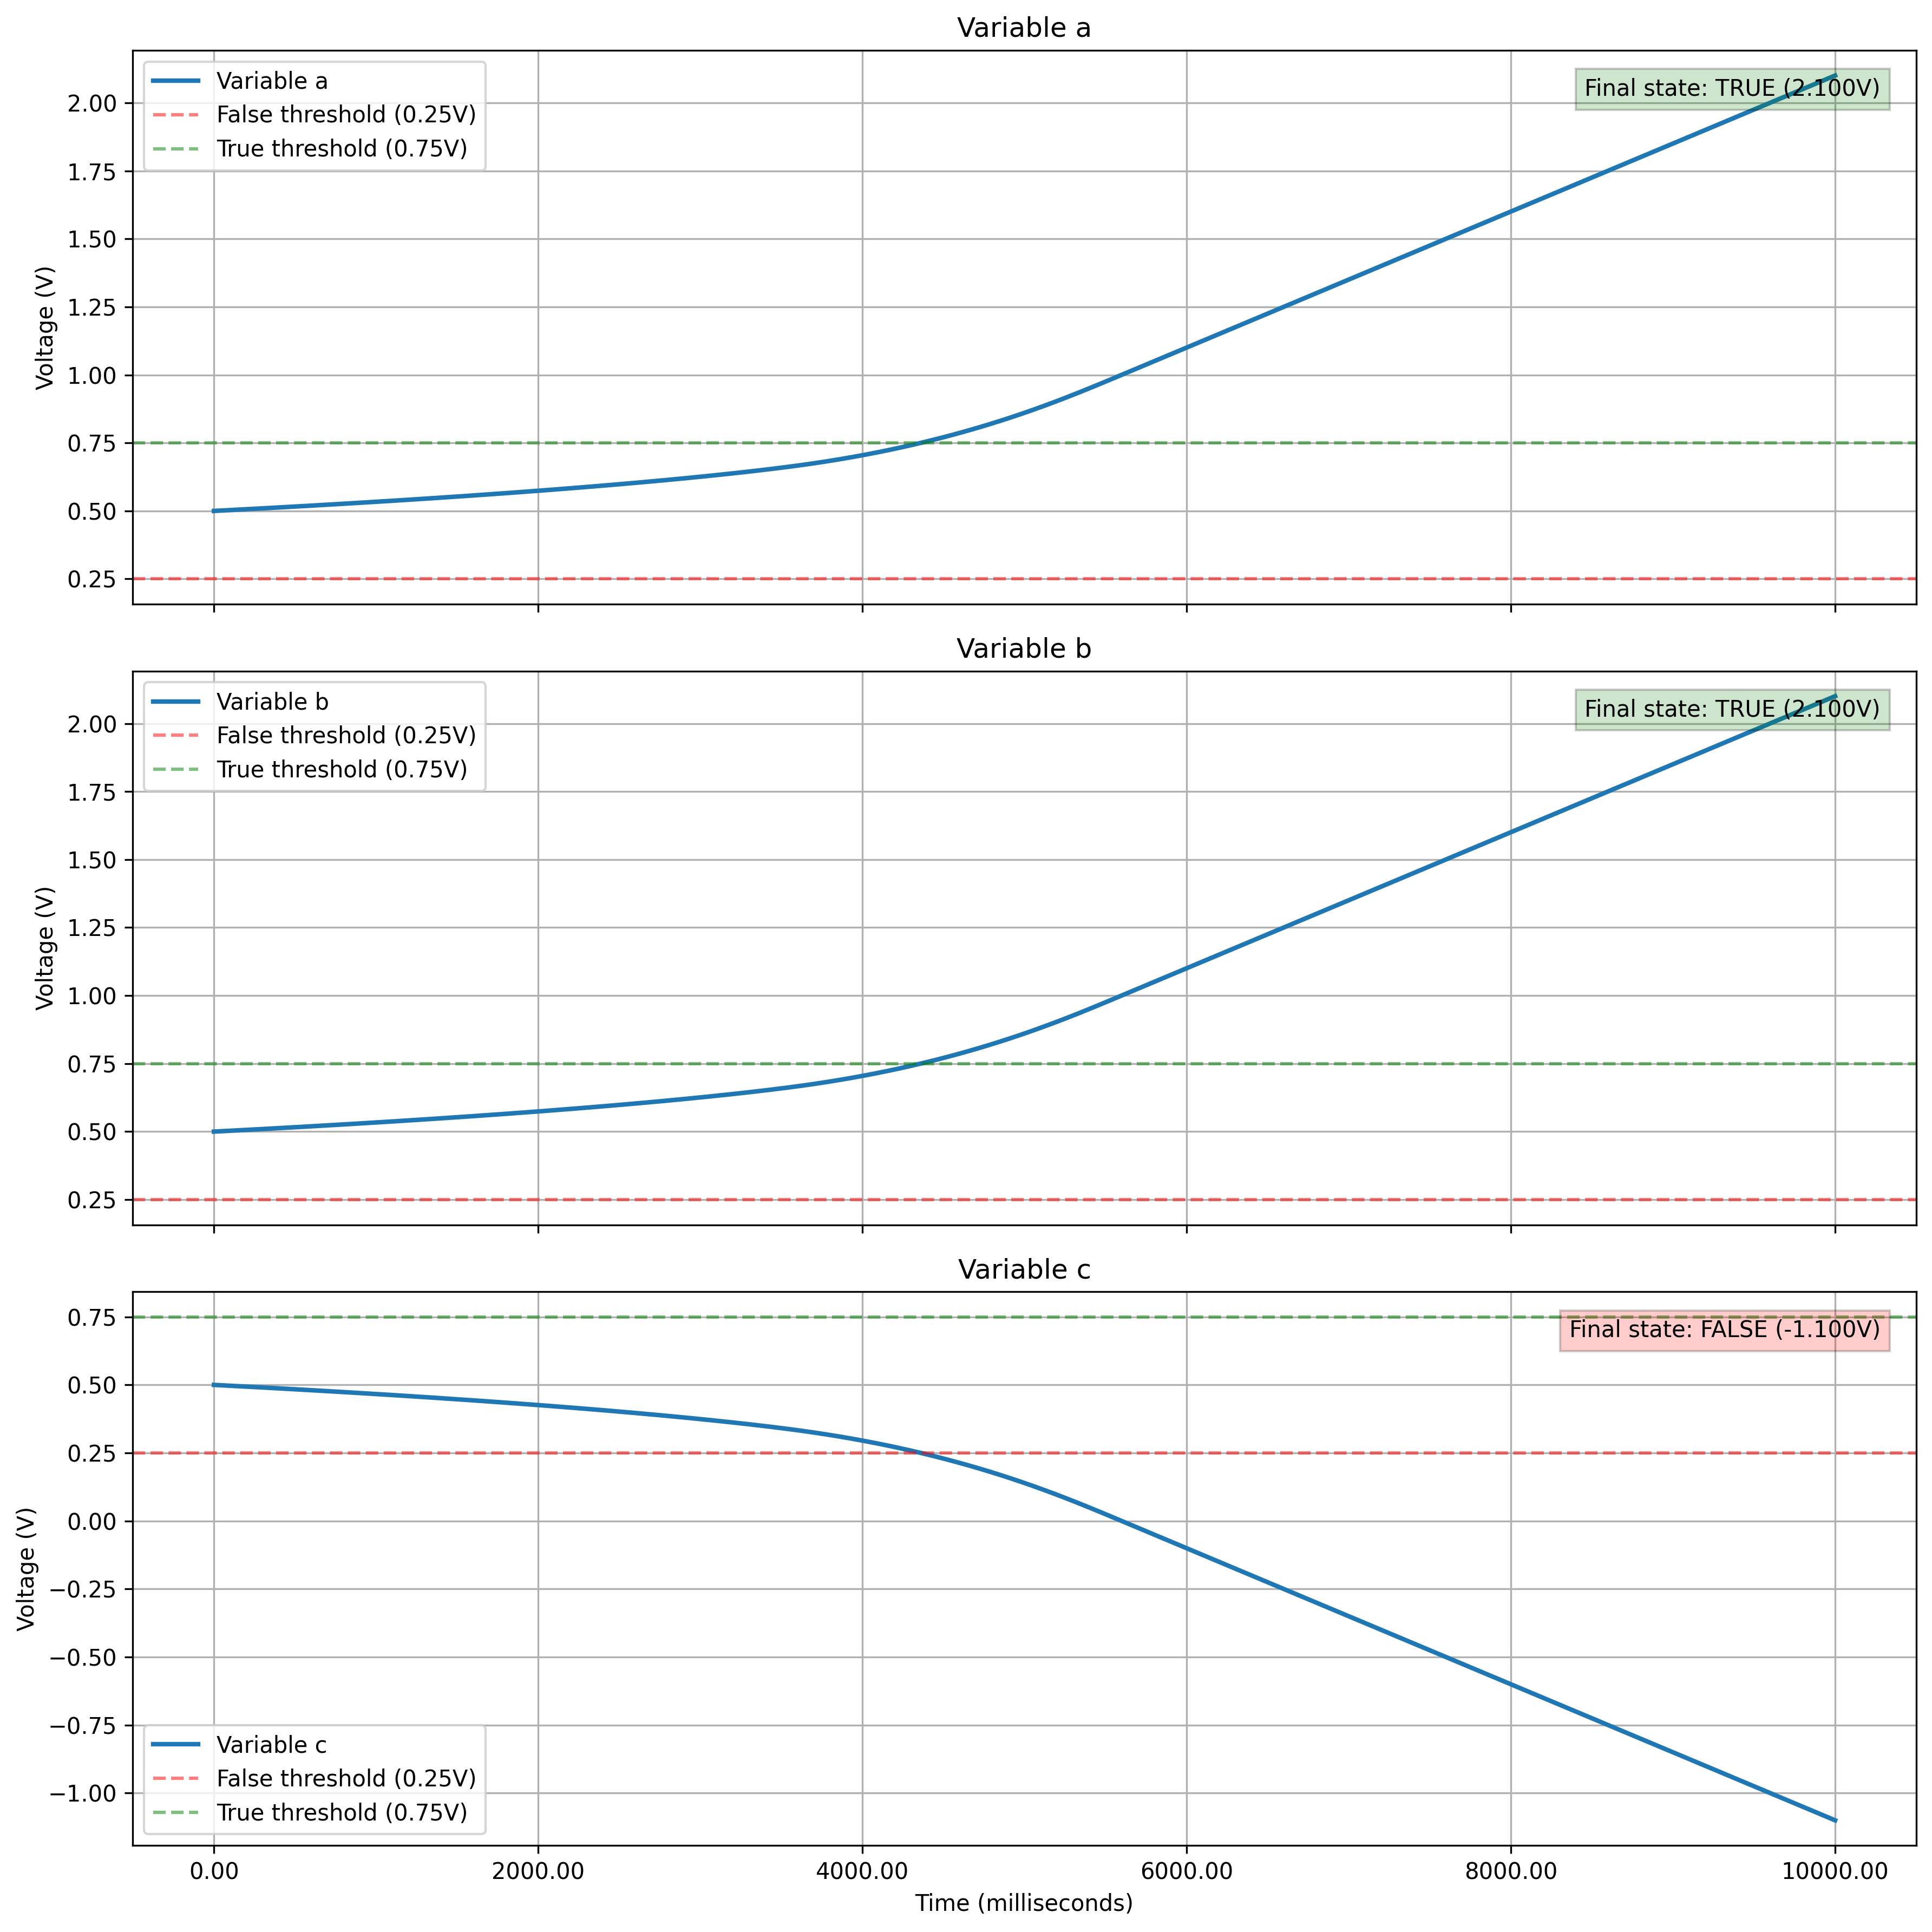 Variable a
Variable a
False threshold (0.25V)
True threshold (0.75V)
Final state: TRUE (2.100V)
2.00
1.75
1.50
1.25
1.00
0.75
0.50
0.25
Voltage (V)
Variable b
Variable b
False threshold (0.25V)
True threshold (0.75V)
Final state: TRUE (2.100V)
2.00
1.75
1.50
1.25
1.00
0.75
0.50
0.25
Voltage (V)
Variable c
Final state: FALSE (-1.100V)
0.75
0.50
0.25
0.00
−0.25
−0.50
−0.75
−1.00
Voltage (V)
Variable c
False threshold (0.25V)
True threshold (0.75V)
0.00 2000.00 4000.00 6000.00 8000.00 10000.00
Time (milliseconds)